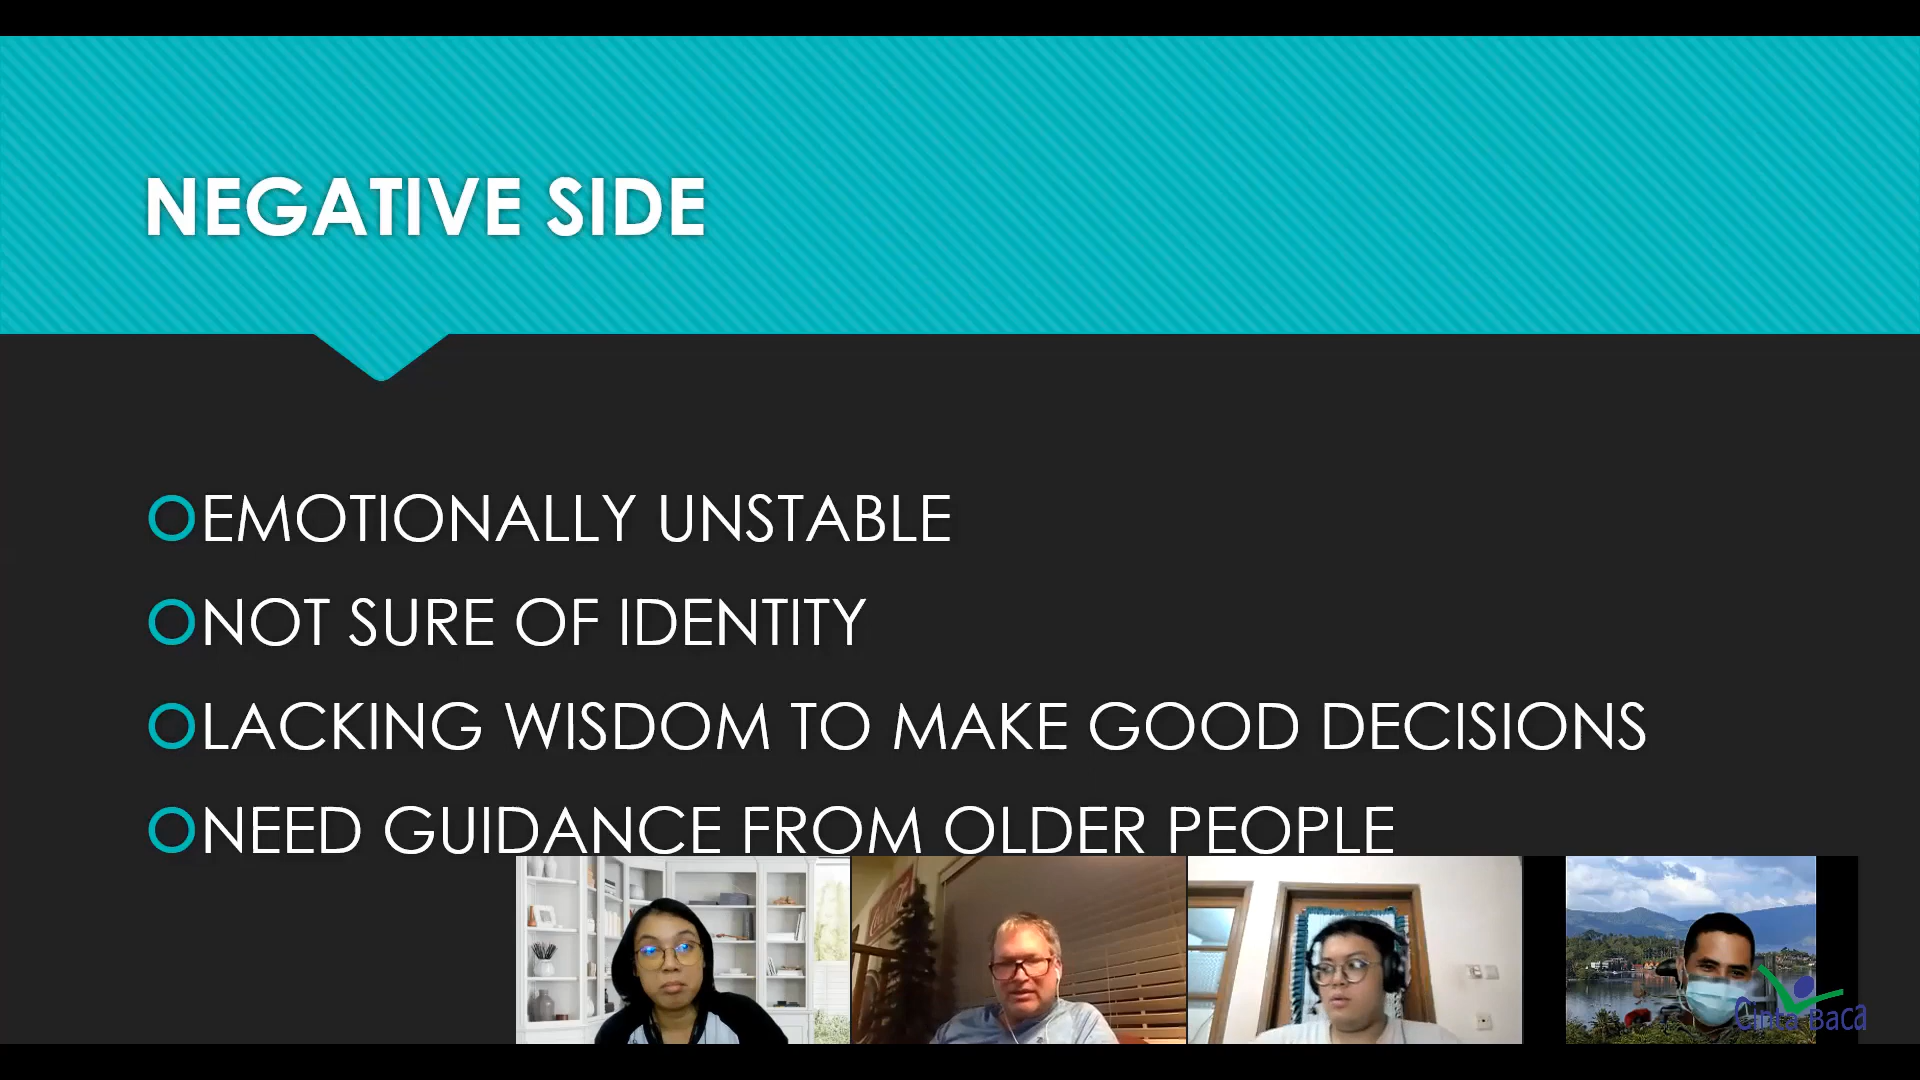 NEGATIVE SIDE
EMOTIONALLY UNSTABLE
NOT SURE OF IDENTITY
LACKING WISDOM TO MAKE GOOD DECISIONS
NEED GUIDANCE FROM OLDER PEOPLE
Cinta Baca